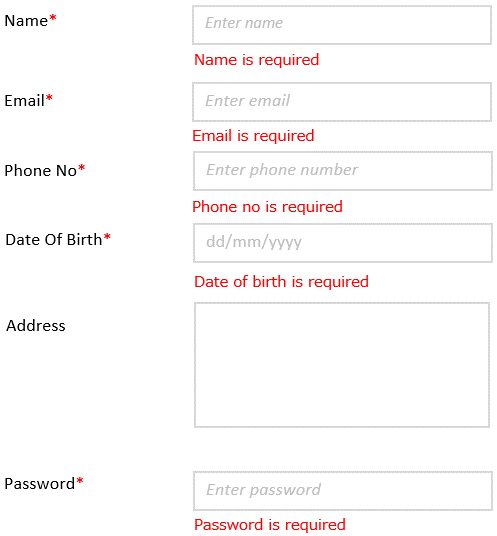 Name* Enter name
Name is required
Email* Enter email
Email is required
Phone No* Enter phone number
Phone no is required
Date Of Birth* dd/mm/yyyy
Date of birth is required
Address
Password* Enter password
Password is required